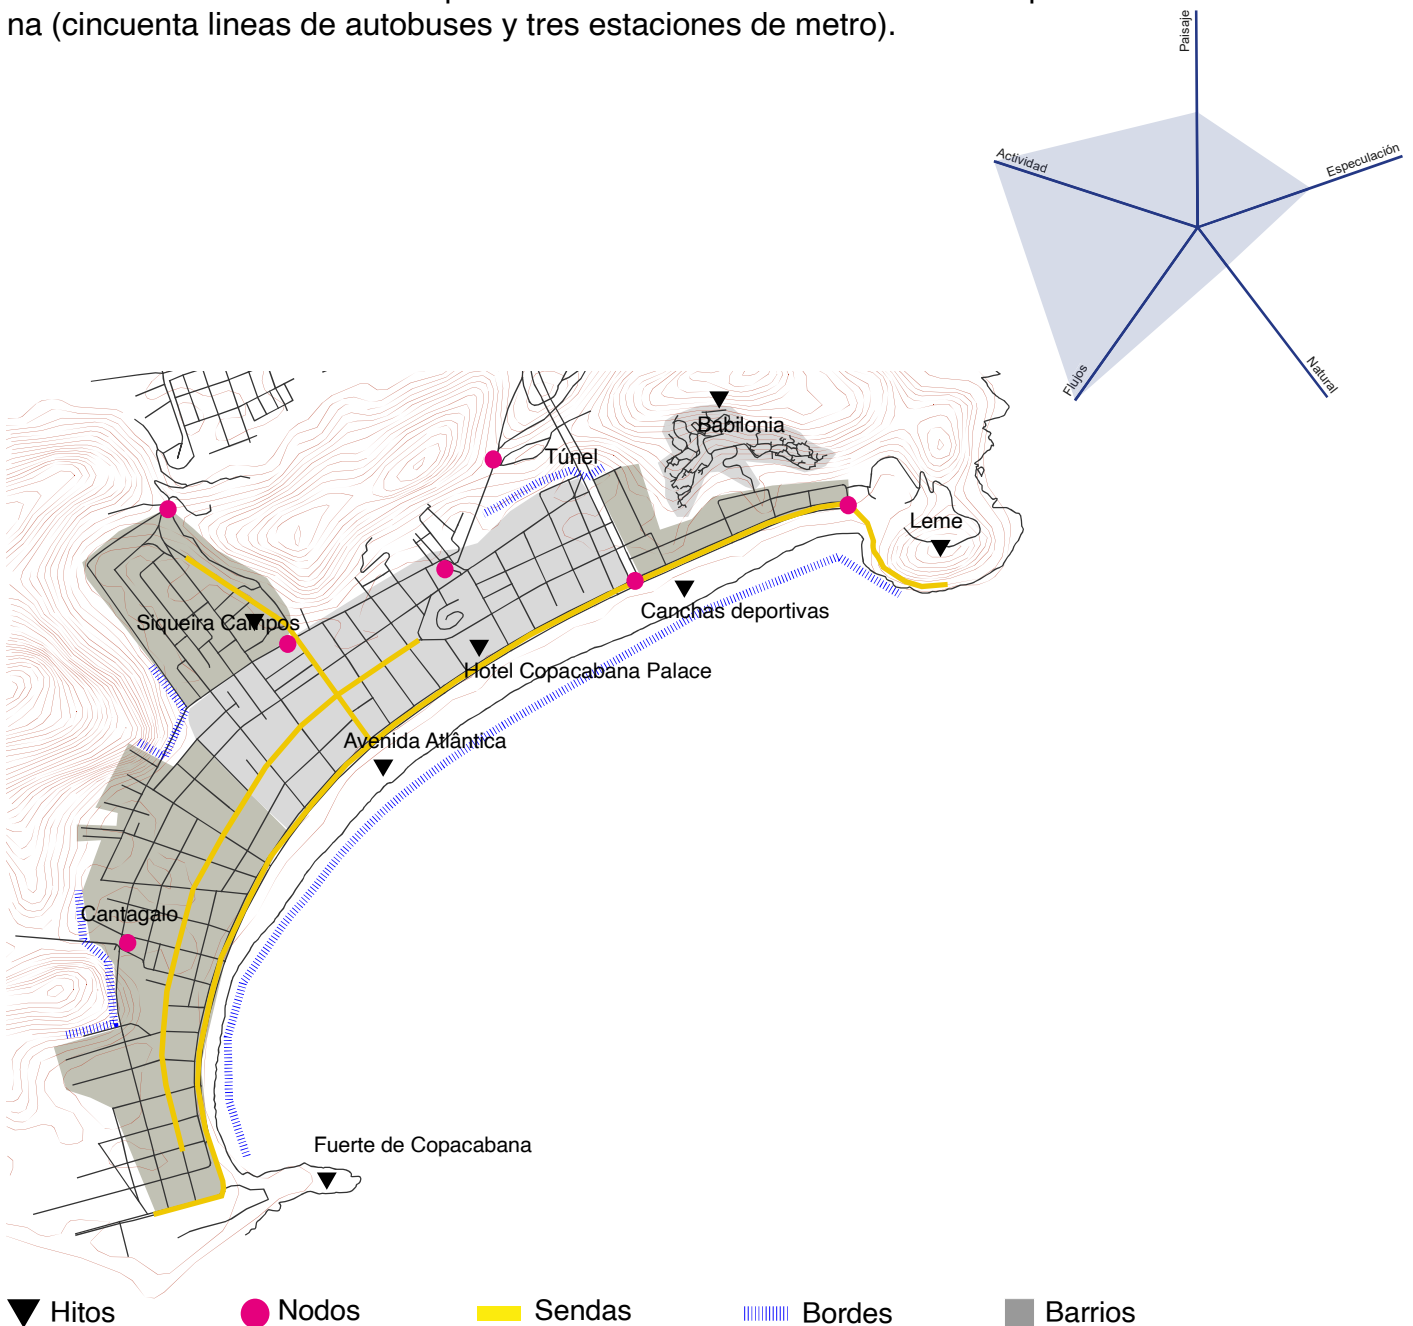 na (cincuenta lineas de autobuses y tres estaciones de metro).
Paisaje
Actividad
Especulación
Flujos
Natural
Babilonia
Túnel
Leme
Siqueira Campos
Canchas deportivas
Hotel Copacabana Palace
Avenida Atlântica
Cantagalo
Fuerte de Copacabana
Hitos
Nodos
Sendas
Bordes
Barrios